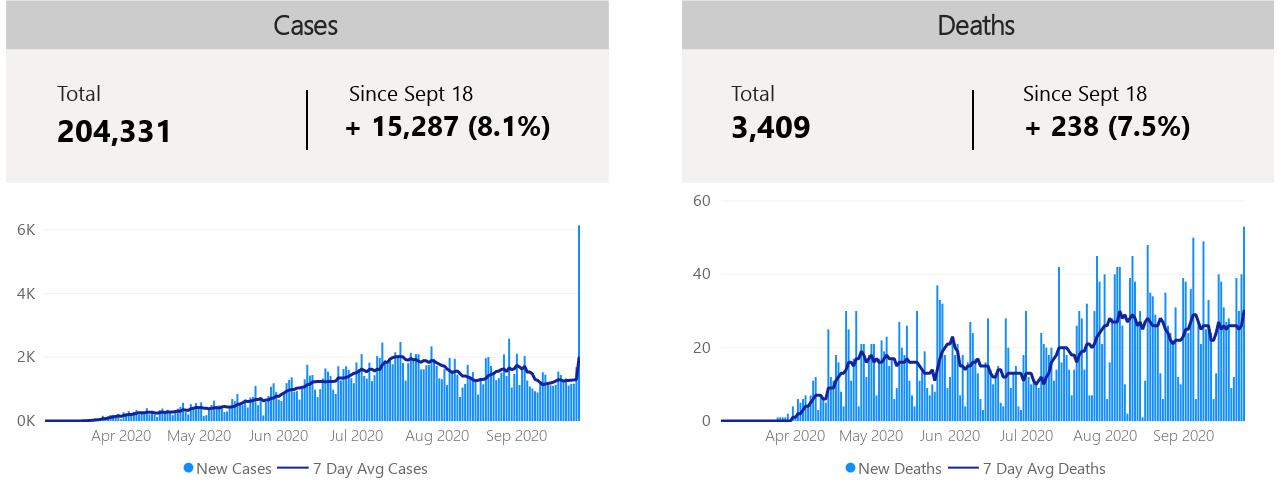 Cases
Total
Since Sept 18
204,331
+ 15,287 (8.1%)
6K
4K
2K
0K
Apr 2020 May 2020 Jun 2020 Jul 2020 Aug 2020 Sep 2020
New Cases 7 Day Avg Cases
Deaths
Total
Since Sept 18
3,409
+ 238 (7.5%)
60
40
20
0
Apr 2020 May 2020 Jun 2020 Jul 2020 Aug 2020 Sep 2020
New Deaths 7 Day Avg Deaths